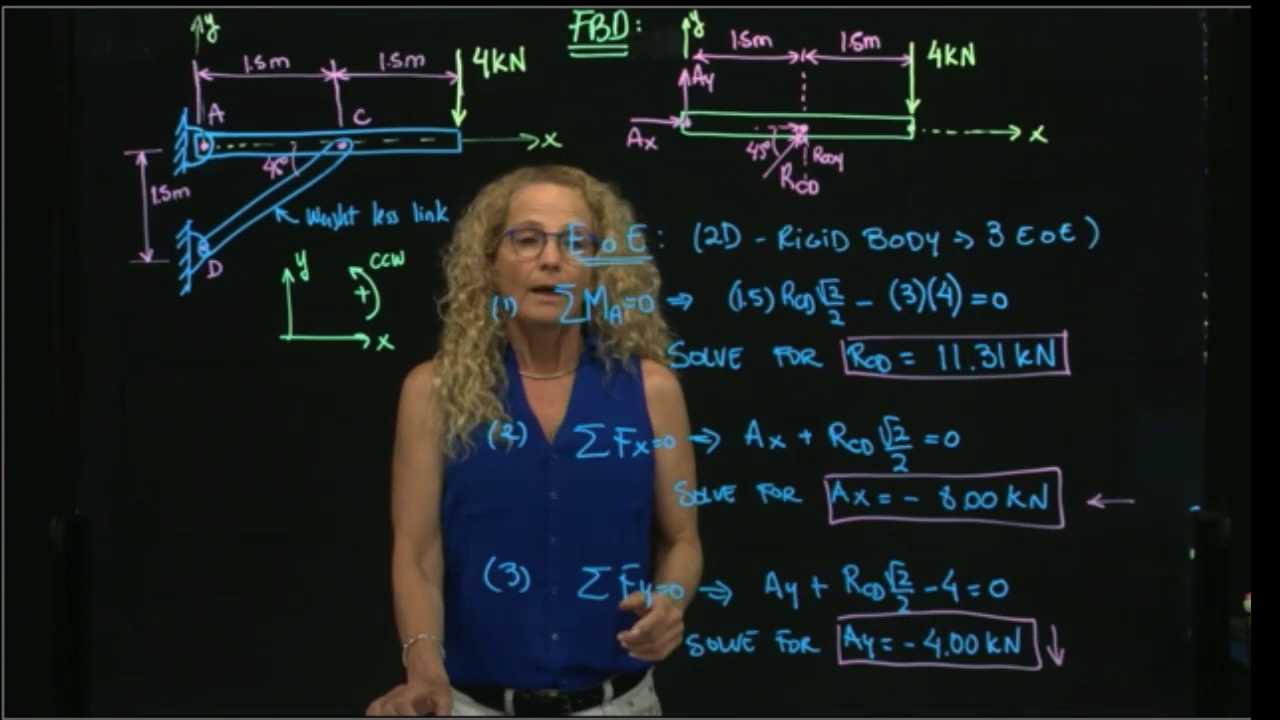 y
1.5m 1.5m
4KN
A C
x
45°
1.5m
Weight less link
D
y CCW
+
x
FBD:
y
1.5m 1.5m
4KN
Ay
Ax
x
45°
RCDy
RCD
E o E: (2D - RIGID BODY => 3 E o E)
(1) ΣM_A=0 => (1.5) RCD √2/2 - (3)(4) = 0
SOLVE FOR RCD = 11.31 KN
(2) ΣFx=0 => Ax + RCD √2/2 = 0
SOLVE FOR Ax = - 8.00 KN ←
(3) ΣFy=0 => Ay + RCD √2/2 - 4 = 0
SOLVE FOR Ay = - 4.00 KN ↓